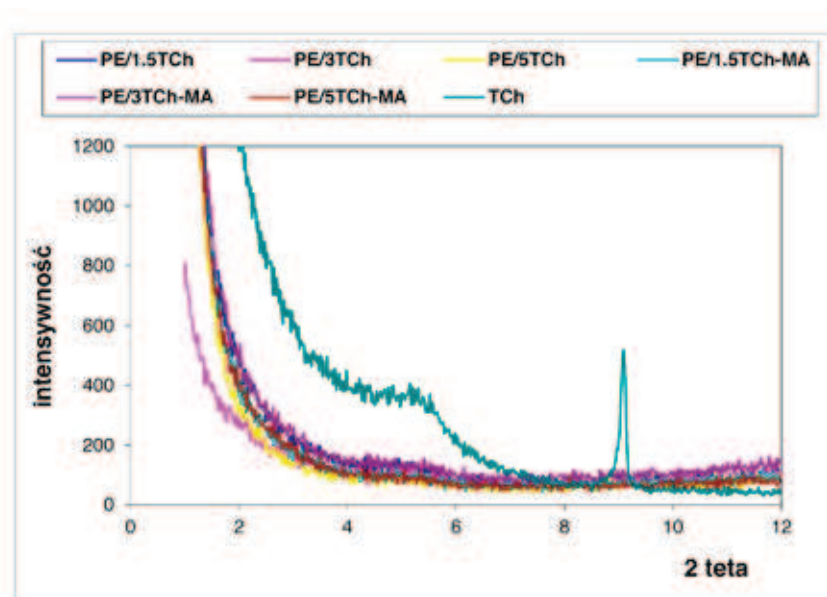 PE/1.5TCh PE/3TCh PE/5TCh PE/1.5TCh-MA
PE/3TCh-MA PE/5TCh-MA TCh
1200
1000
800
600
400
200
0
intensywność
0 2 4 6 8 10 12
2 teta